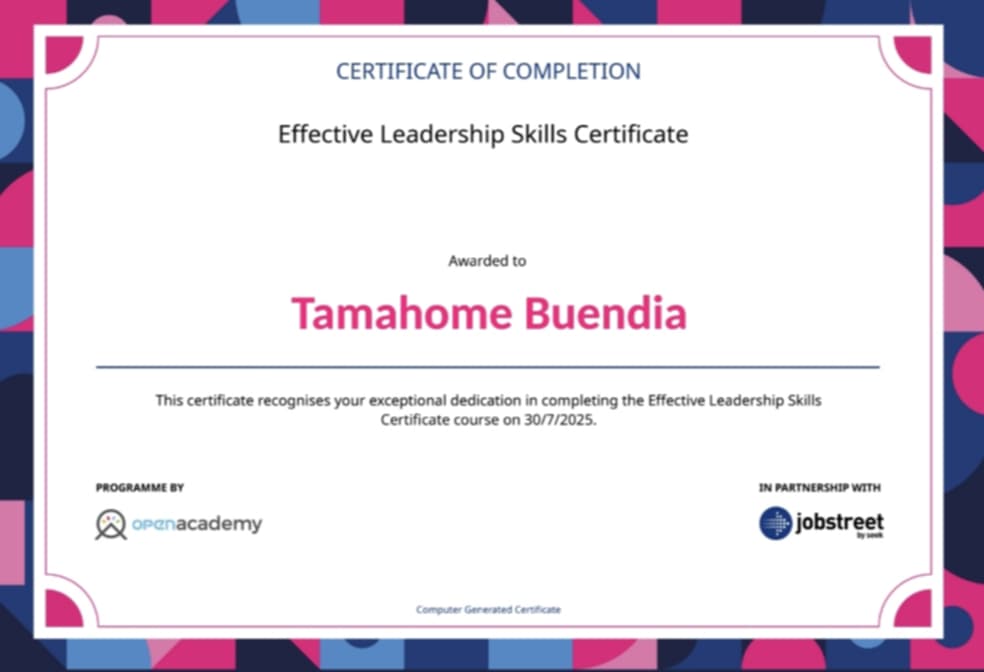 CERTIFICATE OF COMPLETION
Effective Leadership Skills Certificate
Awarded to
Tamahome Buendia
This certificate recognises your exceptional dedication in completing the Effective Leadership Skills
Certificate course on 30/7/2025.
PROGRAMME BY
openacademy
IN PARTNERSHIP WITH
jobstreet
by seek
Computer Generated Certificate